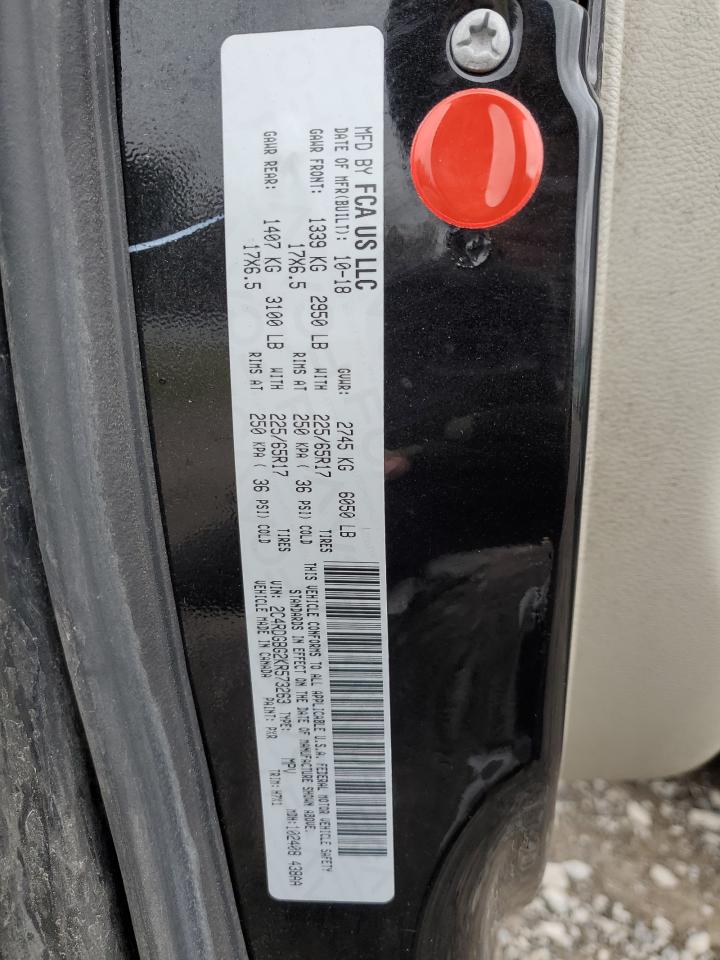 MFD BY FCA US LLC
DATE OF MFR(BUILT): 10-18 GVWR: 2745 KG 6050 LB
GAWR FRONT: 1339 KG 2950 LB WITH 225/65R17 TIRES
17X6.5 RIMS AT 250 KPA ( 36 PSI) COLD
GAWR REAR: 1407 KG 3100 LB WITH 225/65R17 TIRES
17X6.5 RIMS AT 250 KPA ( 36 PSI) COLD
THIS VEHICLE CONFORMS TO ALL APPLICABLE U.S.A. FEDERAL MOTOR VEHICLE SAFETY
STANDARDS IN EFFECT ON THE DATE OF MANUFACTURE SHOWN ABOVE.
VIN: 2C4RDGBG2KR573263 TYPE: MPV MDH:102408 438AA
VEHICLE MADE IN CANADA PAINT: PXR TRIM: